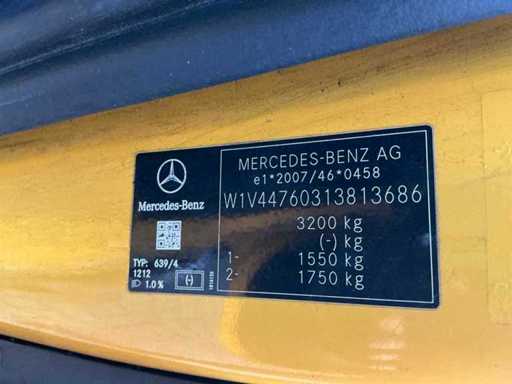 MERCEDES-BENZ AG
e1*2007/46*0458
W1V44760313813686
3200 kg
(-) kg
1- 1550 kg
2- 1750 kg
Mercedes-Benz
TYP: 639/4
1212
1.0 %
(-)